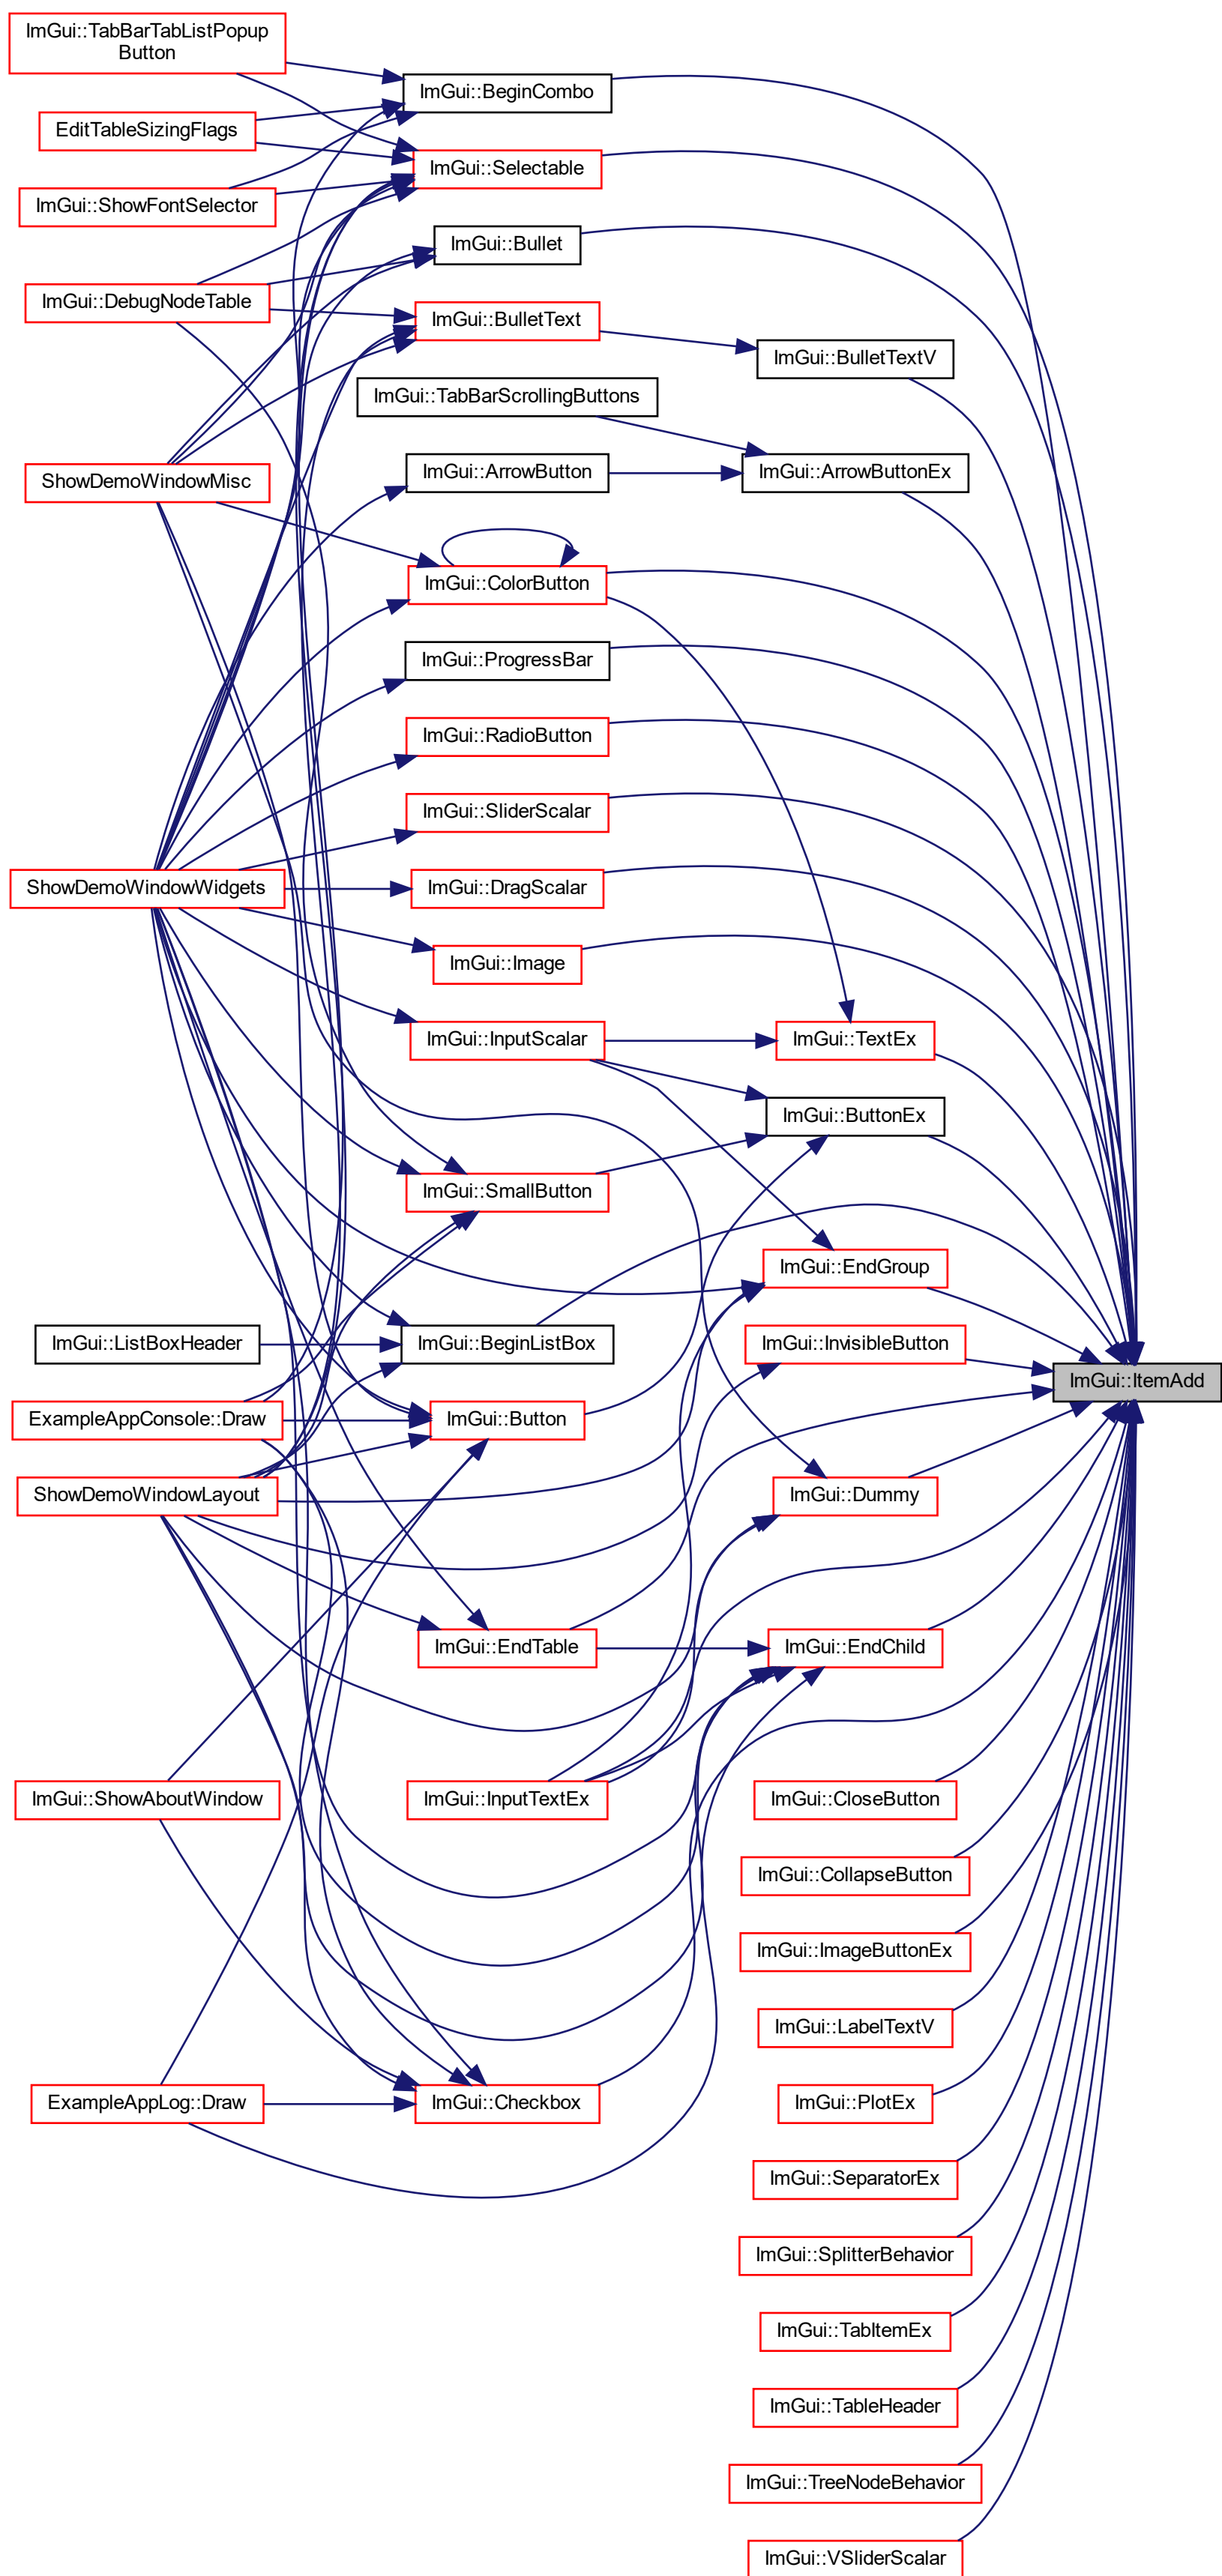 ImGui::TabBarTabListPopup
Button
ImGui::BeginCombo
EditTableSizingFlags
ImGui::Selectable
ImGui::ShowFontSelector
ImGui::Bullet
ImGui::DebugNodeTable
ImGui::BulletText
ImGui::BulletTextV
ImGui::TabBarScrollingButtons
ShowDemoWindowMisc
ImGui::ArrowButton
ImGui::ArrowButtonEx
ImGui::ColorButton
ImGui::ProgressBar
ImGui::RadioButton
ImGui::SliderScalar
ShowDemoWindowWidgets
ImGui::DragScalar
ImGui::Image
ImGui::InputScalar
ImGui::TextEx
ImGui::ButtonEx
ImGui::SmallButton
ImGui::EndGroup
ImGui::ListBoxHeader
ImGui::BeginListBox
ImGui::InvisibleButton
ImGui::ItemAdd
ExampleAppConsole::Draw
ImGui::Button
ShowDemoWindowLayout
ImGui::Dummy
ImGui::EndTable
ImGui::EndChild
ImGui::ShowAboutWindow
ImGui::InputTextEx
ImGui::CloseButton
ImGui::CollapseButton
ImGui::ImageButtonEx
ImGui::LabelTextV
ExampleAppLog::Draw
ImGui::Checkbox
ImGui::PlotEx
ImGui::SeparatorEx
ImGui::SplitterBehavior
ImGui::TabItemEx
ImGui::TableHeader
ImGui::TreeNodeBehavior
ImGui::VSliderScalar